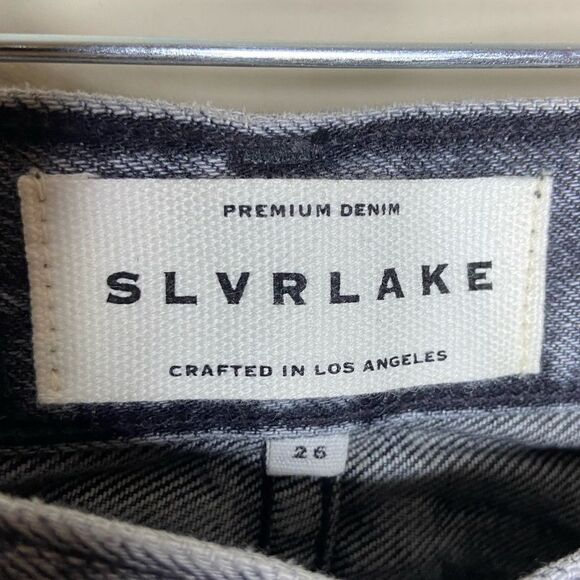 PREMIUM DENIM
SLVRLAKE
CRAFTED IN LOS ANGELES
26